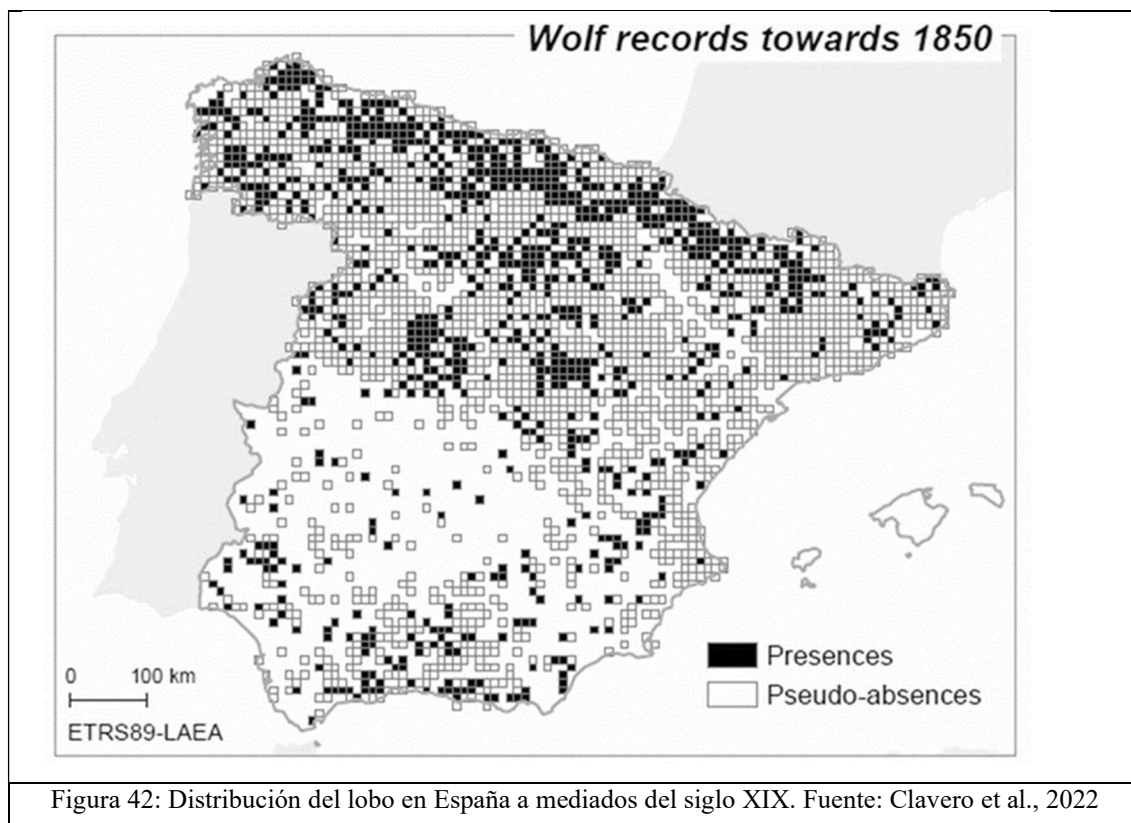 Wolf records towards 1850
Presences
0 100 km
Pseudo-absences
ETRS89-LAEA
Figura 42: Distribución del lobo en España a mediados del siglo XIX. Fuente: Clavero et al., 2022